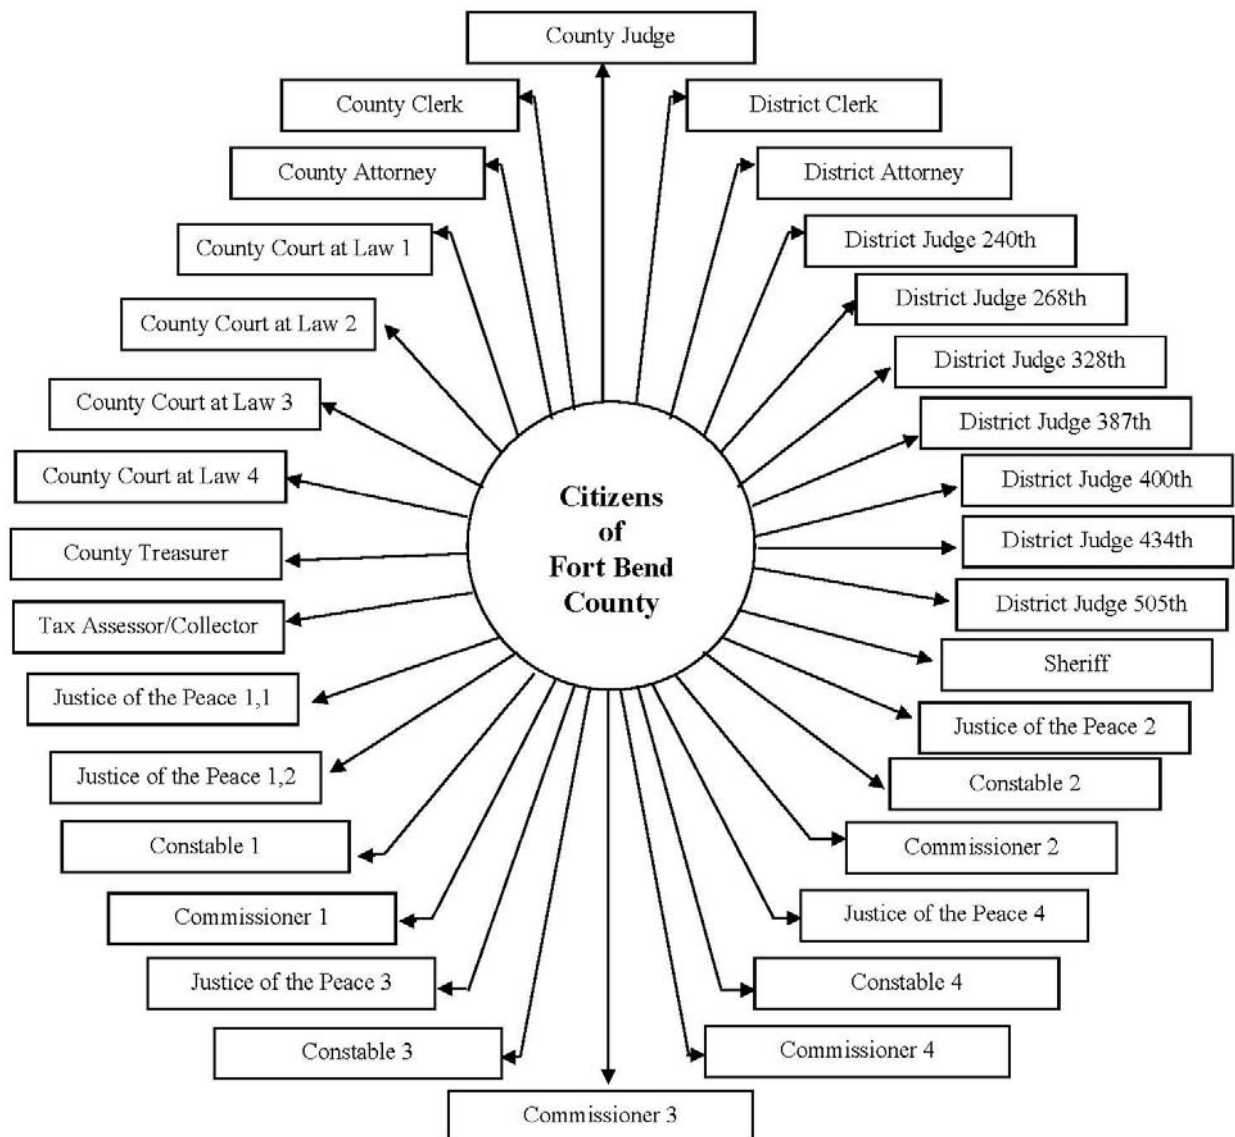 County Judge
County Clerk
District Clerk
County Attorney
District Attorney
County Court at Law 1
District Judge 240th
District Judge 268th
County Court at Law 2
District Judge 328th
County Court at Law 3
District Judge 387th
County Court at Law 4
District Judge 400th
Citizens
of
Fort Bend
County
District Judge 434th
County Treasurer
District Judge 505th
Tax Assessor/Collector
Sheriff
Justice of the Peace 1,1
Justice of the Peace 2
Justice of the Peace 1,2
Constable 2
Constable 1
Commissioner 2
Commissioner 1
Justice of the Peace 4
Justice of the Peace 3
Constable 4
Constable 3
Commissioner 4
Commissioner 3